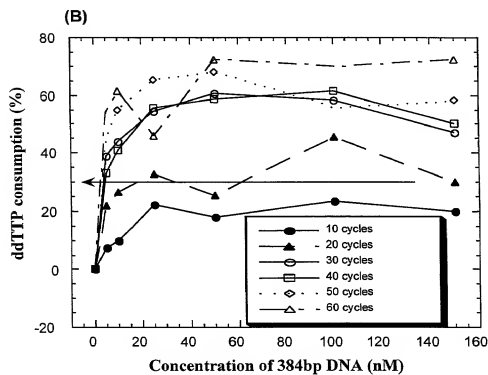 (B)
80
60
40
20
0
-20
ddTTP consumption (%)
10 cycles
20 cycles
30 cycles
40 cycles
50 cycles
60 cycles
0 20 40 60 80 100 120 140 160
Concentration of 384bp DNA (nM)